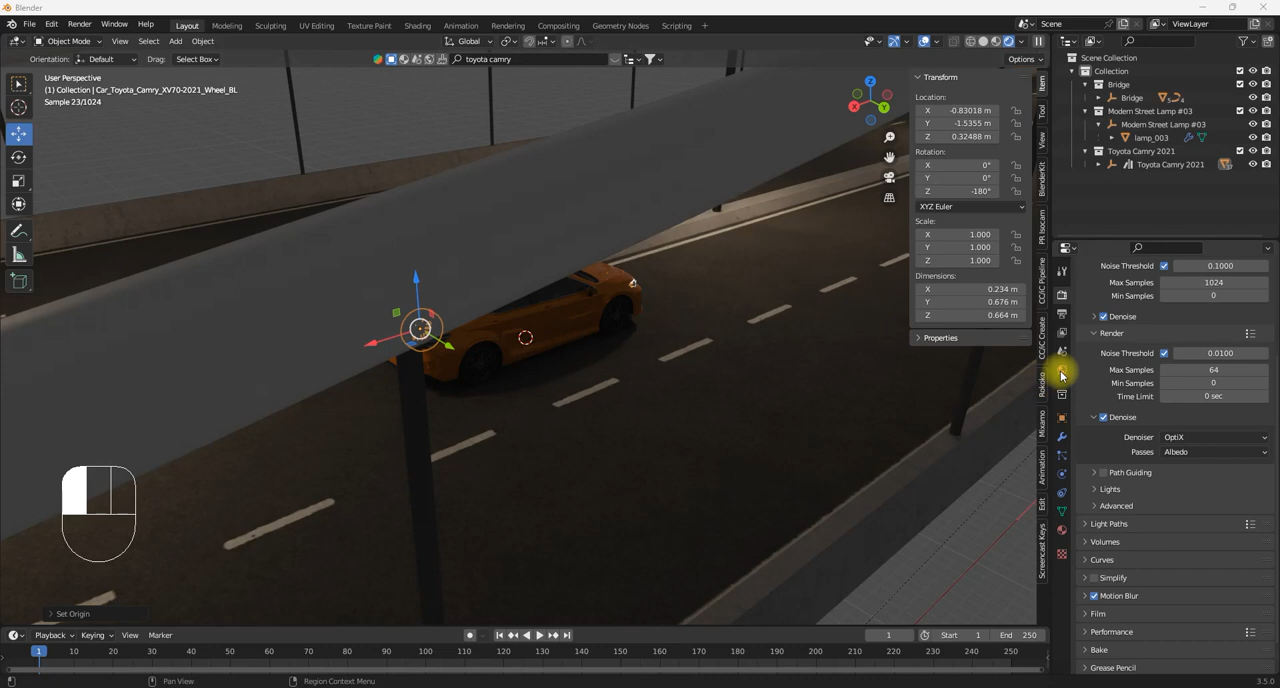 Blender
File Edit Render Window Help Layout Modeling Sculpting UV Editing Texture Paint Shading Animation Rendering Compositing Geometry Nodes Scripting + Scene ViewLayer
Object Mode View Select Add Object Global
Orientation: Default Drag: Select Box toyota camry Options
User Perspective
(1) Collection | Car_Toyota_Camry_XV70-2021_Wheel_BL
Sample 23/1024
Z
X
Y
Transform
Location:
X -0.83018 m
Y -1.5355 m
Z 0.32488 m
Rotation:
X 0°
Y 0°
Z -180°
XYZ Euler
Scale:
X 1.000
Y 1.000
Z 1.000
Dimensions:
X 0.234 m
Y 0.676 m
Z 0.664 m
Properties
Item
Tool
View
BlenderKit
PR Isocam
CC/iC Pipeline
CC/iC Create
Rokoko
Mixamo
Animation
Edit
Screencast Keys
Scene Collection
Collection
Bridge
Bridge 5 4
Modern Street Lamp #03
Modern Street Lamp #03
lamp_003
Toyota Camry 2021
Toyota Camry 2021
Noise Threshold 0.1000
Max Samples 1024
Min Samples 0
Denoise
Render
Noise Threshold 0.0100
Max Samples 64
Min Samples 0
Time Limit 0 sec
Denoise
Denoiser OptiX
Passes Albedo
Path Guiding
Lights
Advanced
Light Paths
Volumes
Curves
Simplify
Motion Blur
Film
Performance
Bake
Grease Pencil
Set Origin
Playback Keying View Marker 1 Start 1 End 250
1 10 20 30 40 50 60 70 80 90 100 110 120 130 140 150 160 170 180 190 200 210 220 230 240 250
Pan View Region Context Menu 3.5.0